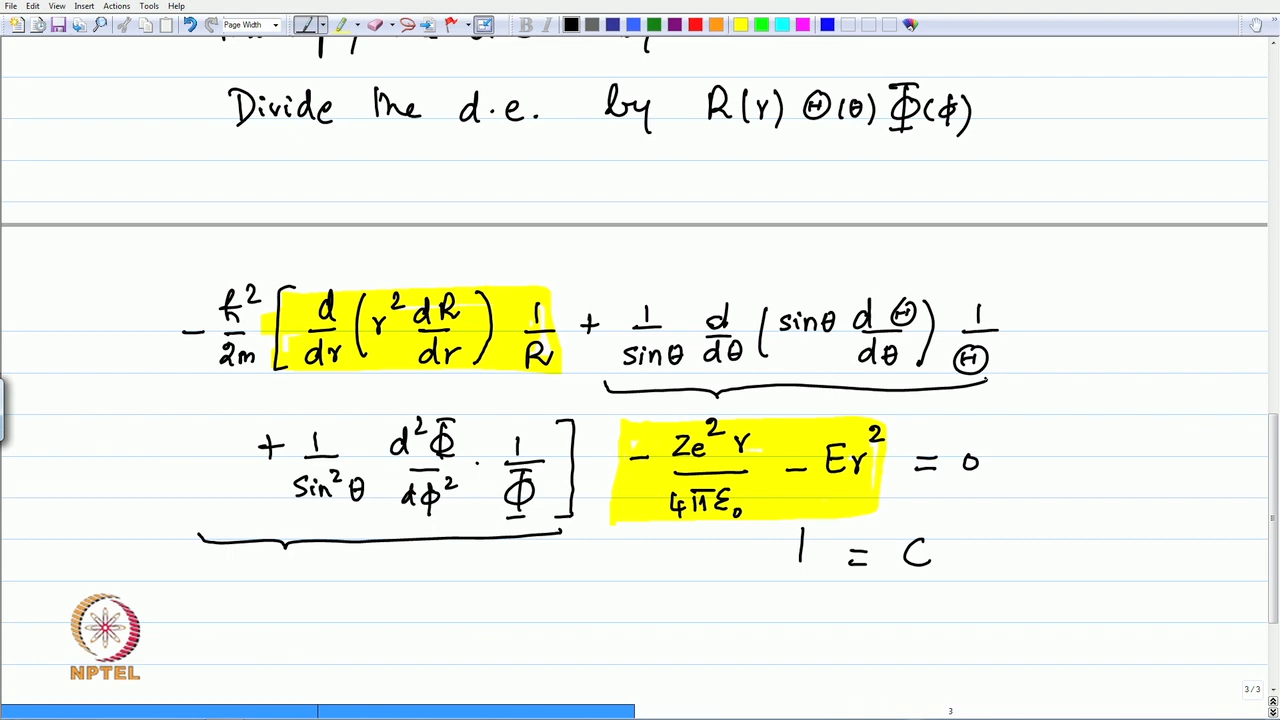 File Edit View Insert Actions Tools Help
Page Width
Divide the d.e. by R(r) Θ(θ) Φ(ϕ)
- ħ²/2m [ d/dr ( r² dR/dr ) 1/R + 1/sinθ d/dθ ( sinθ dΘ/dθ ) 1/Θ
+ 1/sin²θ d²Φ/dϕ² · 1/Φ ] - Ze² r/4πε₀ - Er² = 0
= C
NPTEL
3/3
3